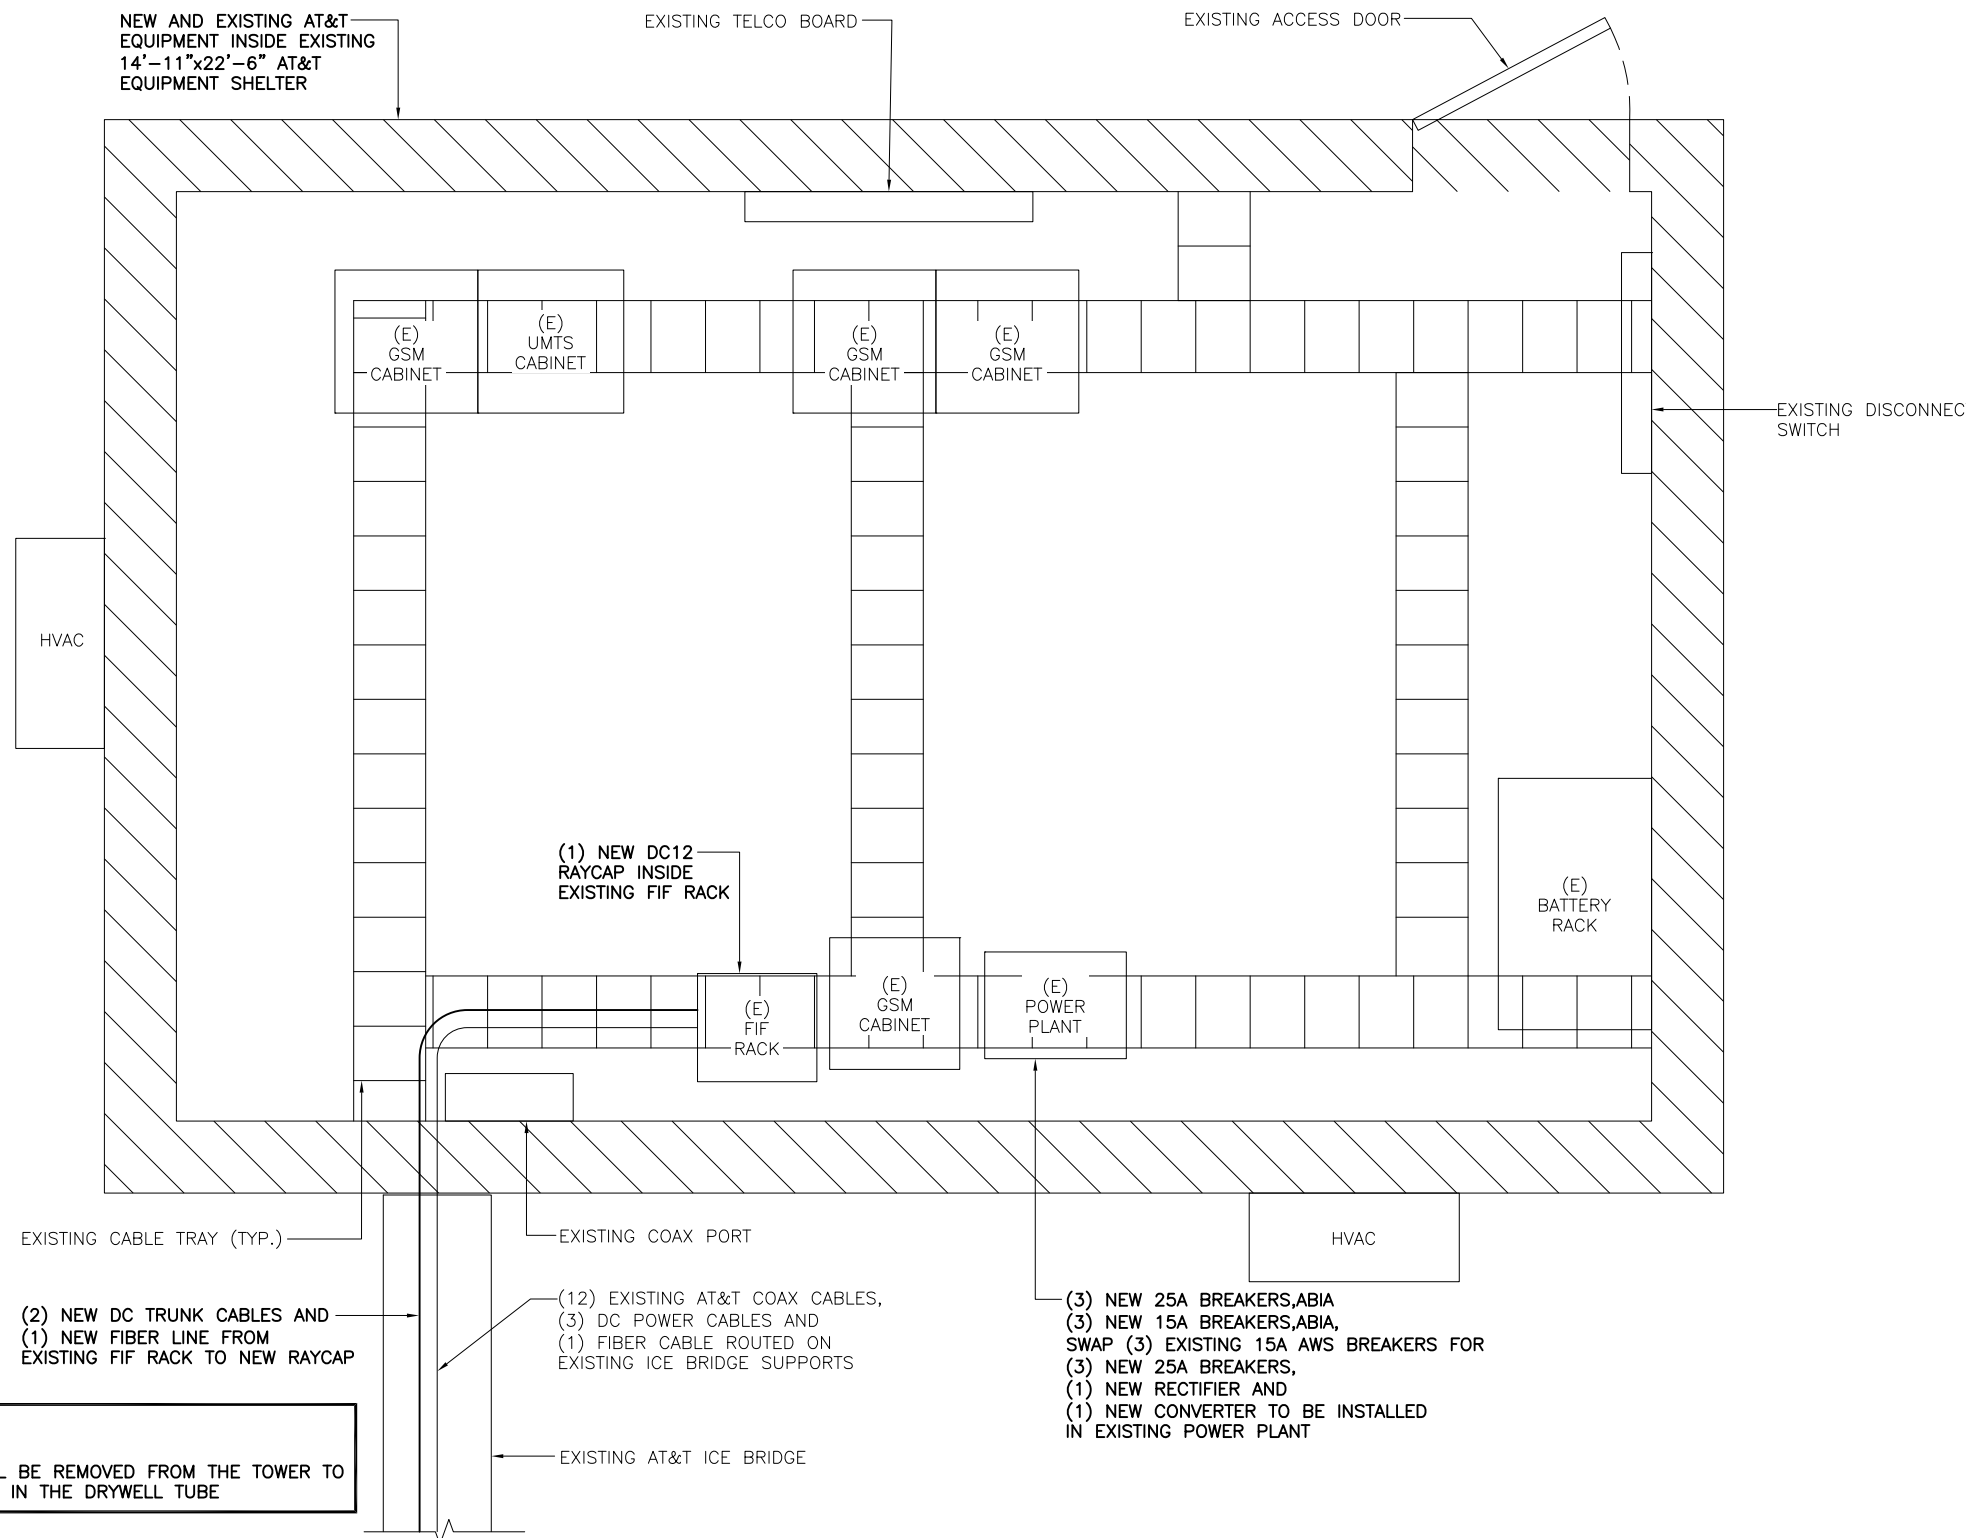 NEW AND EXISTING AT&T
EQUIPMENT INSIDE EXISTING
14'-11"x22'-6" AT&T
EQUIPMENT SHELTER
EXISTING TELCO BOARD
EXISTING ACCESS DOOR
(E)
GSM
CABINET
(E)
UMTS
CABINET
(E)
GSM
CABINET
(E)
GSM
CABINET
EXISTING DISCONNEC
SWITCH
HVAC
(1) NEW DC12
RAYCAP INSIDE
EXISTING FIF RACK
(E)
BATTERY
RACK
(E)
FIF
RACK
(E)
GSM
CABINET
(E)
POWER
PLANT
EXISTING CABLE TRAY (TYP.)
EXISTING COAX PORT
HVAC
(2) NEW DC TRUNK CABLES AND
(1) NEW FIBER LINE FROM
EXISTING FIF RACK TO NEW RAYCAP
(12) EXISTING AT&T COAX CABLES,
(3) DC POWER CABLES AND
(1) FIBER CABLE ROUTED ON
EXISTING ICE BRIDGE SUPPORTS
(3) NEW 25A BREAKERS,ABIA
(3) NEW 15A BREAKERS,ABIA,
SWAP (3) EXISTING 15A AWS BREAKERS FOR
(3) NEW 25A BREAKERS,
(1) NEW RECTIFIER AND
(1) NEW CONVERTER TO BE INSTALLED
IN EXISTING POWER PLANT
EXISTING AT&T ICE BRIDGE
BE REMOVED FROM THE TOWER TO
IN THE DRYWELL TUBE